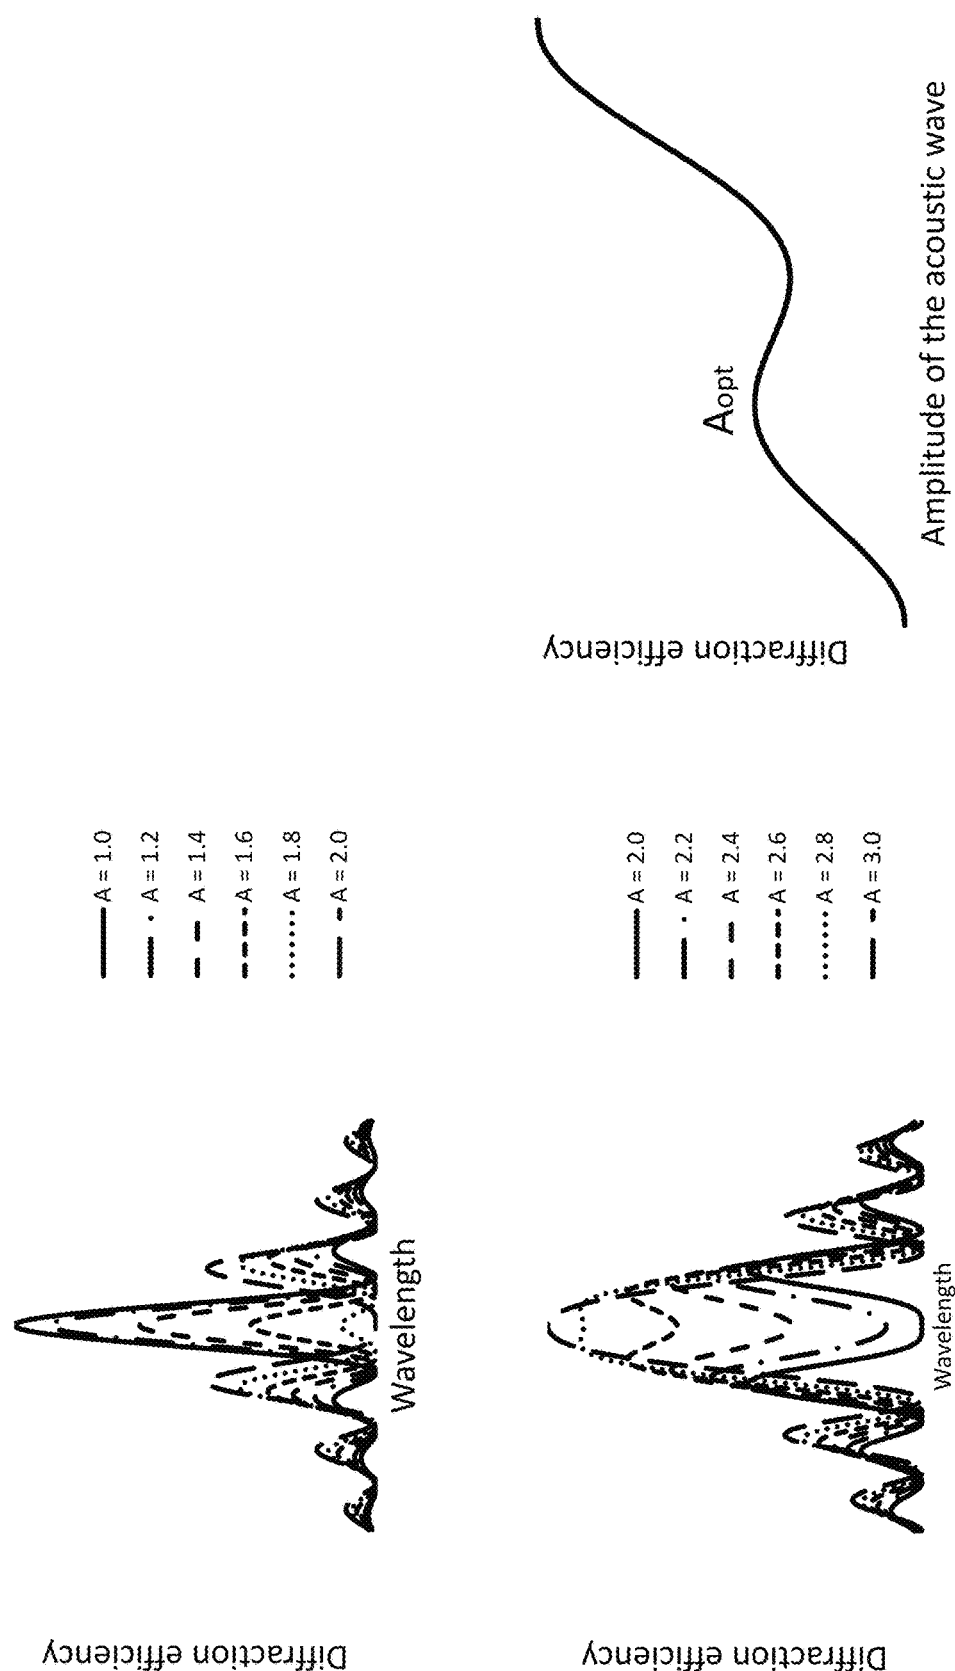 Diffraction efficiency
Wavelength
A = 1.0
A = 1.2
A = 1.4
A = 1.6
A = 1.8
A = 2.0
Diffraction efficiency
Wavelength
A = 2.0
A = 2.2
A = 2.4
A = 2.6
A = 2.8
A = 3.0
Diffraction efficiency
Aopt
Amplitude of the acoustic wave